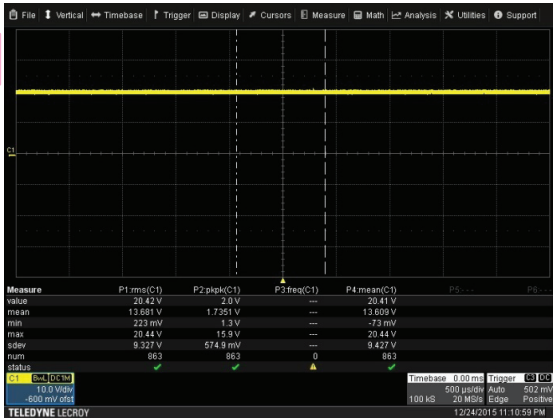 File Vertical Timebase Trigger Display Cursors Measure Math Analysis Utilities Support
C1
Measure P1:rms(C1) P2:pkpk(C1) P3:freq(C1) P4:mean(C1) P5:--- P6:---
value 20.42 V 2.0 V --- 20.41 V
mean 13.681 V 1.7351 V --- 13.609 V
min 223 mV 1.3 V --- -73 mV
max 20.44 V 15.9 V --- 20.44 V
sdev 9.327 V 574.9 mV --- 9.427 V
num 863 863 0 863
status
C1 BwL DC1M Timebase 0.00 ms Trigger C3 DC
10.0 V/div 500 µs/div Auto 502 mV
-600 mV ofst 100 kS 20 MS/s Edge Positive
TELEDYNE LECROY 12/24/2015 11:10:59 PM